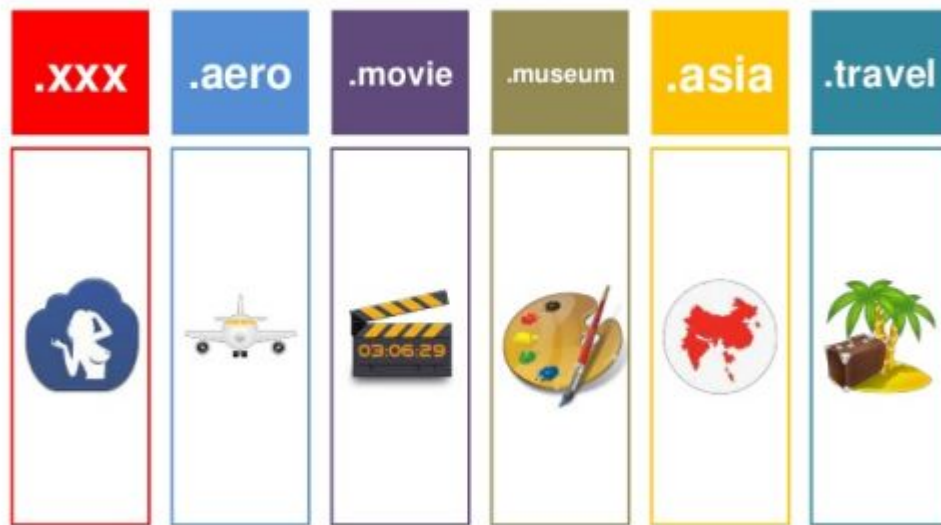 .xxx
.aero
.movie
.museum
.asia
.travel
03:06:29